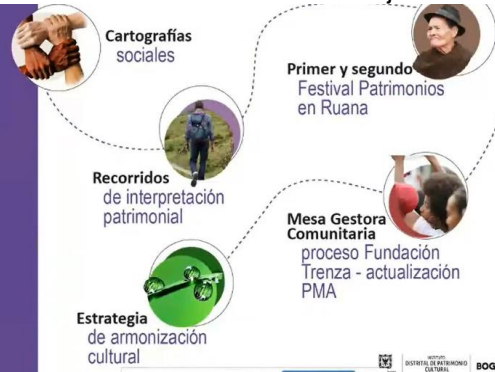 Cartografías
sociales
Primer y segundo
Festival Patrimonios
en Ruana
Recorridos
de interpretación
patrimonial
Mesa Gestora
Comunitaria
proceso Fundación
Trenza - actualización
PMA
Estrategia
de armonización
cultural
INSTITUTO
DISTRITAL DE PATRIMONIO
CULTURAL
BOG